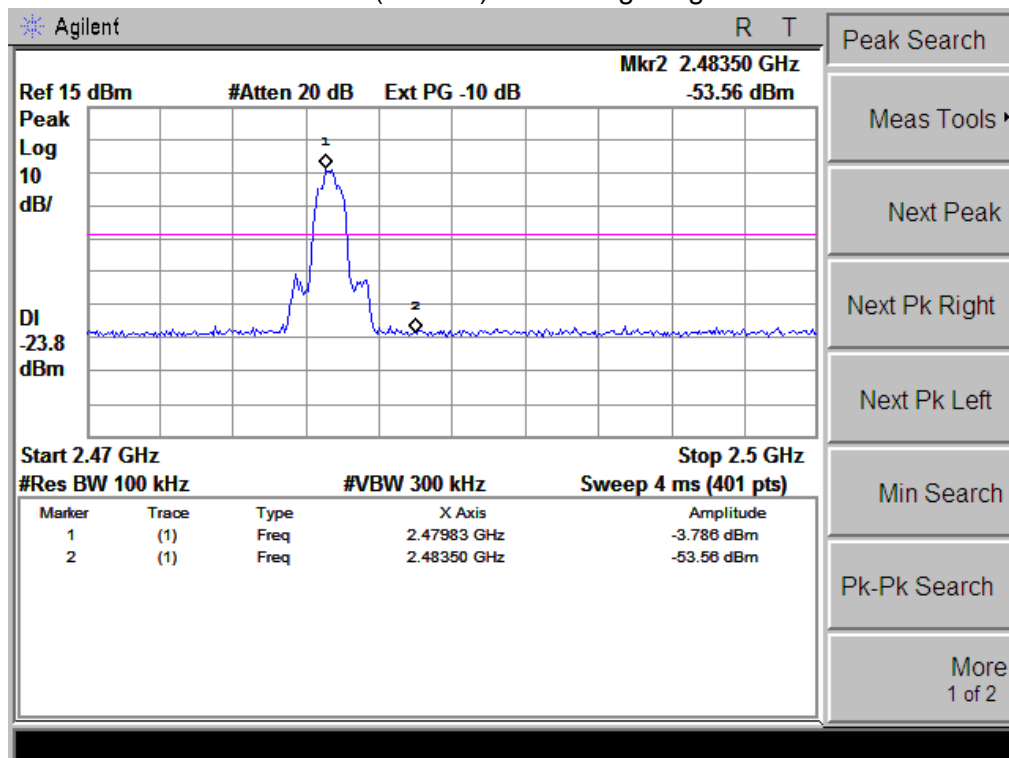 Agilent R T
Peak Search
Mkr2 2.48350 GHz
Ref 15 dBm #Atten 20 dB Ext PG -10 dB -53.56 dBm
Peak
Log
10
dB/
1
2
DI
-23.8
dBm
Start 2.47 GHz Stop 2.5 GHz
#Res BW 100 kHz #VBW 300 kHz Sweep 4 ms (401 pts)
Marker Trace Type X Axis Amplitude
1 (1) Freq 2.47983 GHz -3.786 dBm
2 (1) Freq 2.48350 GHz -53.56 dBm
Meas Tools
Next Peak
Next Pk Right
Next Pk Left
Min Search
Pk-Pk Search
More
1 of 2